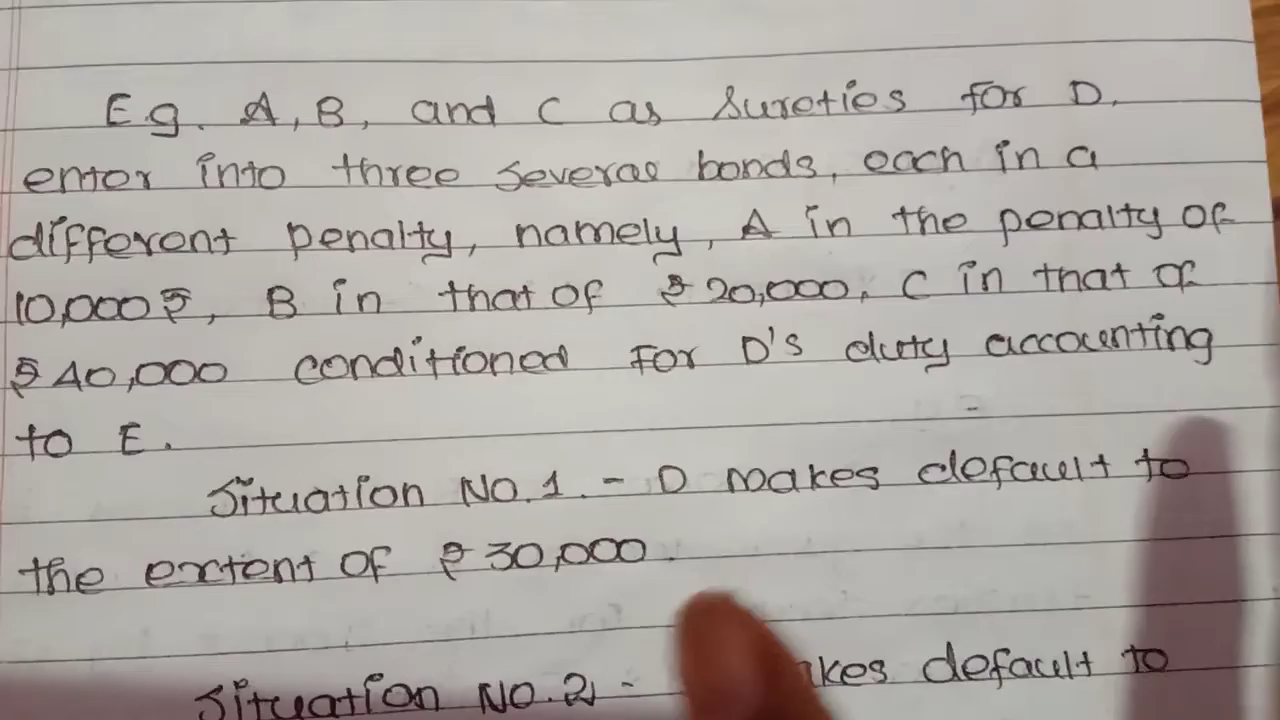 Eg. A, B, and C as sureties for D.
enter into three several bonds, each in a
different penalty, namely, A in the penalty of
10,000₹, B in that of ₹20,000, C in that of
₹40,000 conditioned for D's duty accounting
to E.
Situation No.1. - D makes default to
the extent of ₹30,000
Situation No.2 - default to